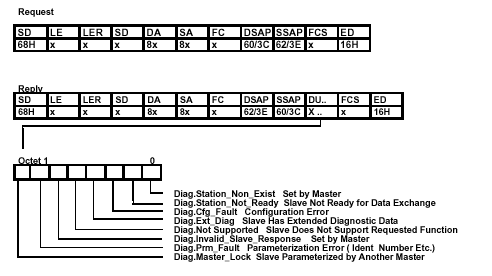 Request
SD LE LER SD DA SA FC DSAP SSAP FCS ED
68H x x x 8x 8x x 60/3C 62/3E x 16H
Reply
SD LE LER SD DA SA FC DSAP SSAP DU.. FCS ED
68H x x x 8x 8x x 62/3E 60/3C X .. x 16H
Octet 1 0
Diag.Station_Non_Exist Set by Master
Diag.Station_Not_Ready Slave Not Ready for Data Exchange
Diag.Cfg_Fault Configuration Error
Diag.Ext_Diag Slave Has Extended Diagnostic Data
Diag.Not Supported Slave Does Not Support Requested Function
Diag.Invalid_Slave_Response Set by Master
Diag.Prm_Fault Parameterization Error ( Ident Number Etc.)
Diag.Master_Lock Slave Parameterized by Another Master